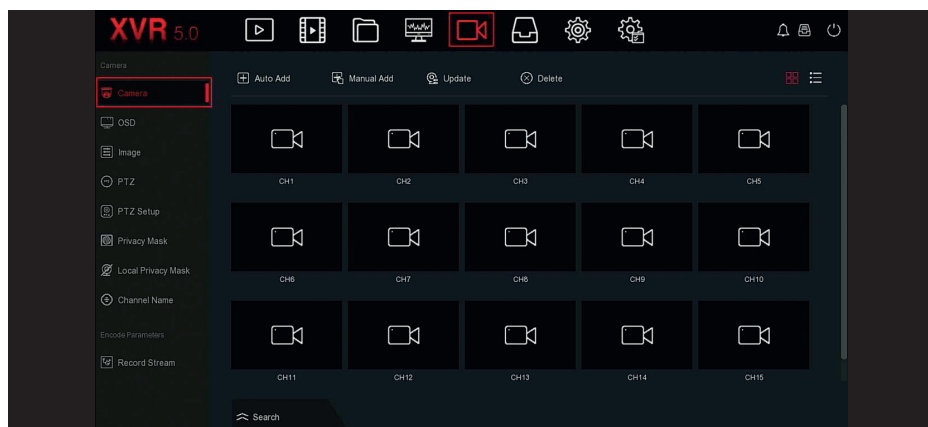 XVR 5.0
Camera
Camera
OSD
Image
PTZ
PTZ Setup
Privacy Mask
Local Privacy Mask
Channel Name
Encode Parameters
Record Stream
Auto Add Manual Add Update Delete
CH1 CH2 CH3 CH4 CH5
CH6 CH7 CH8 CH9 CH10
CH11 CH12 CH13 CH14 CH15
Search